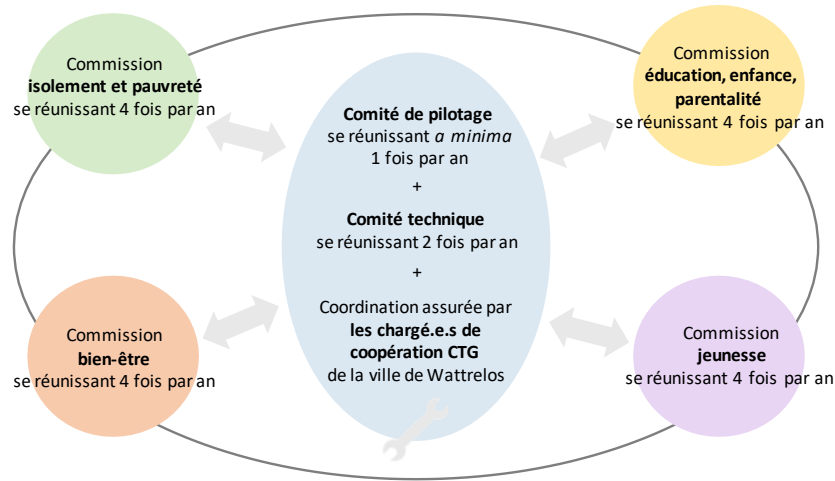 Commission
isolement et pauvreté
se réunissant 4 fois par an
Commission
éducation, enfance,
parentalité
se réunissant 4 fois par an
Comité de pilotage
se réunissant a minima
1 fois par an
+
Comité technique
se réunissant 2 fois par an
+
Coordination assurée par
les chargé.e.s de
coopération CTG
de la ville de Wattrelos
Commission
bien-être
se réunissant 4 fois par an
Commission
jeunesse
se réunissant 4 fois par an